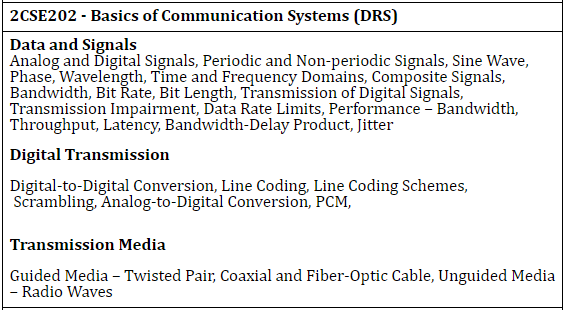 2CSE202 - Basics of Communication Systems (DRS)
Data and Signals
Analog and Digital Signals, Periodic and Non-periodic Signals, Sine Wave,
Phase, Wavelength, Time and Frequency Domains, Composite Signals,
Bandwidth, Bit Rate, Bit Length, Transmission of Digital Signals,
Transmission Impairment, Data Rate Limits, Performance – Bandwidth,
Throughput, Latency, Bandwidth-Delay Product, Jitter
Digital Transmission
Digital-to-Digital Conversion, Line Coding, Line Coding Schemes,
Scrambling, Analog-to-Digital Conversion, PCM,
Transmission Media
Guided Media – Twisted Pair, Coaxial and Fiber-Optic Cable, Unguided Media
– Radio Waves